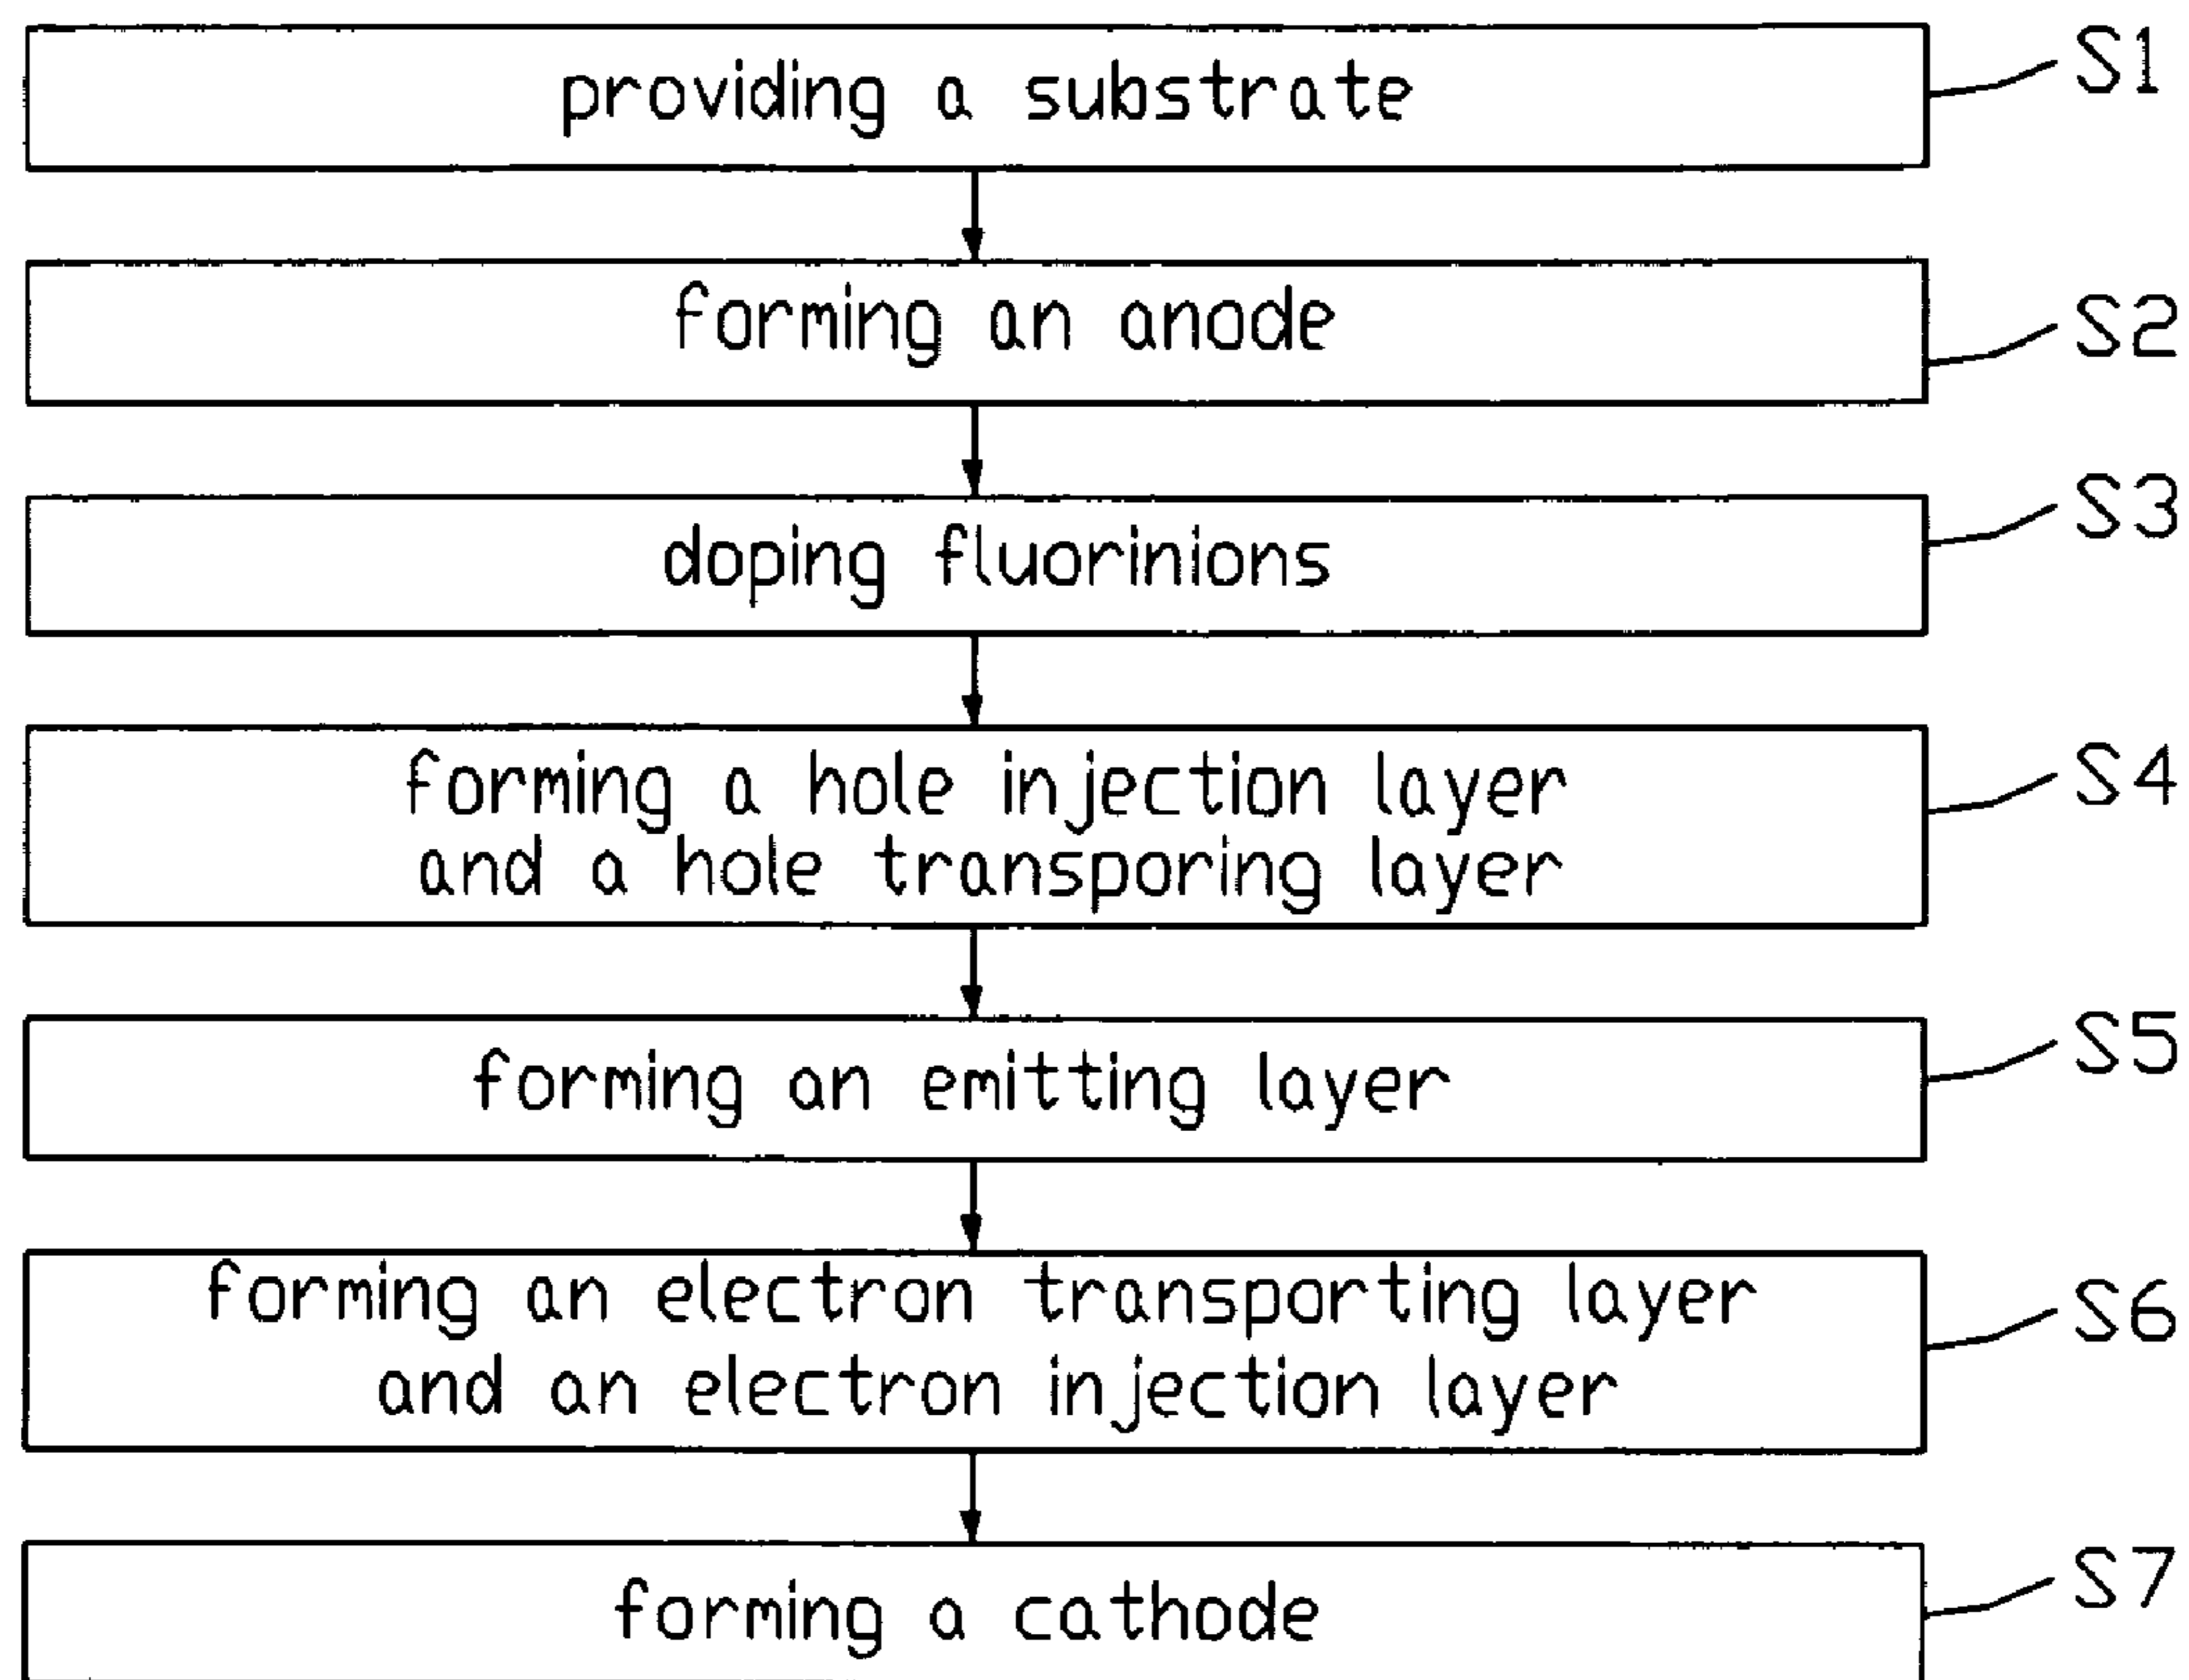 providing a substrate
S1
forming an anode
S2
doping fluorinions
S3
forming a hole injection layer
and a hole transporing layer
S4
forming an emitting layer
S5
forming an electron transporting layer
and an electron injection layer
S6
forming a cathode
S7